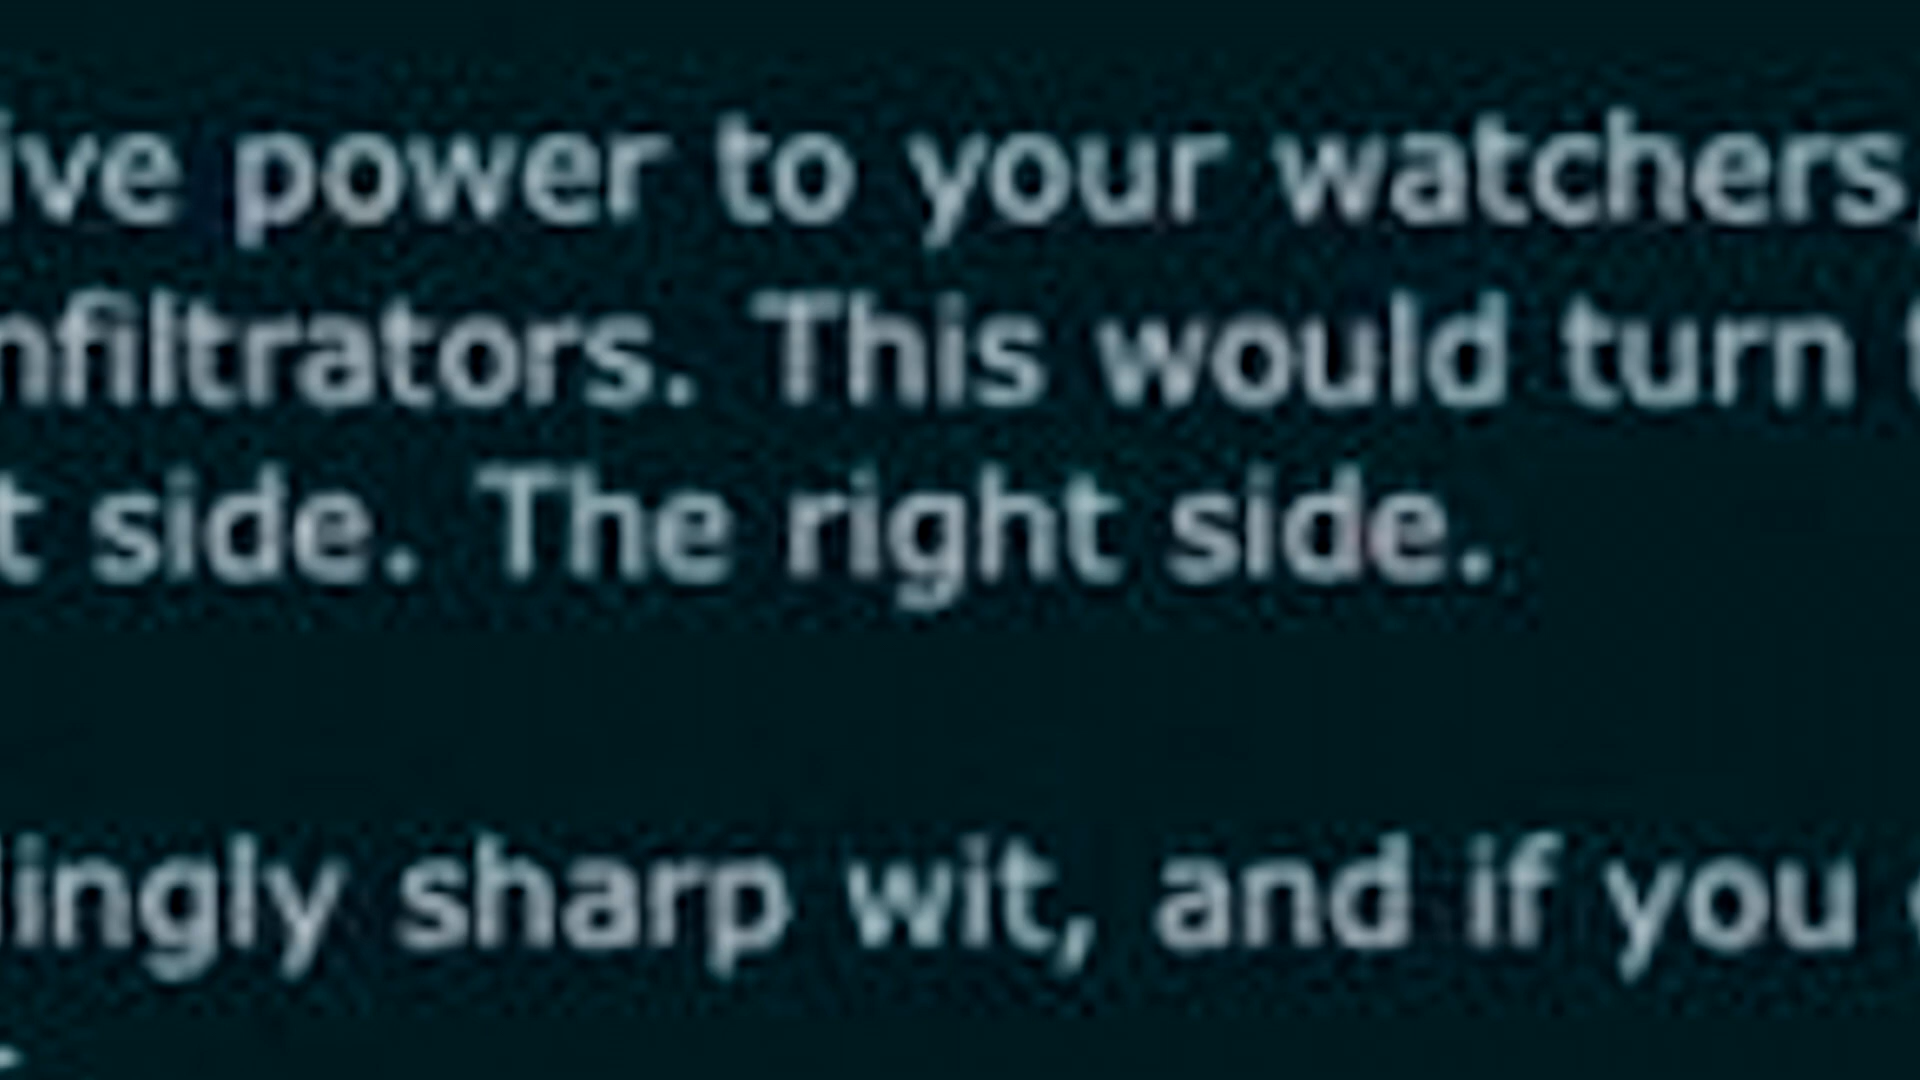 ive power to your watchers,
nfiltrators. This would turn
t side. The right side.
lingly sharp wit, and if you